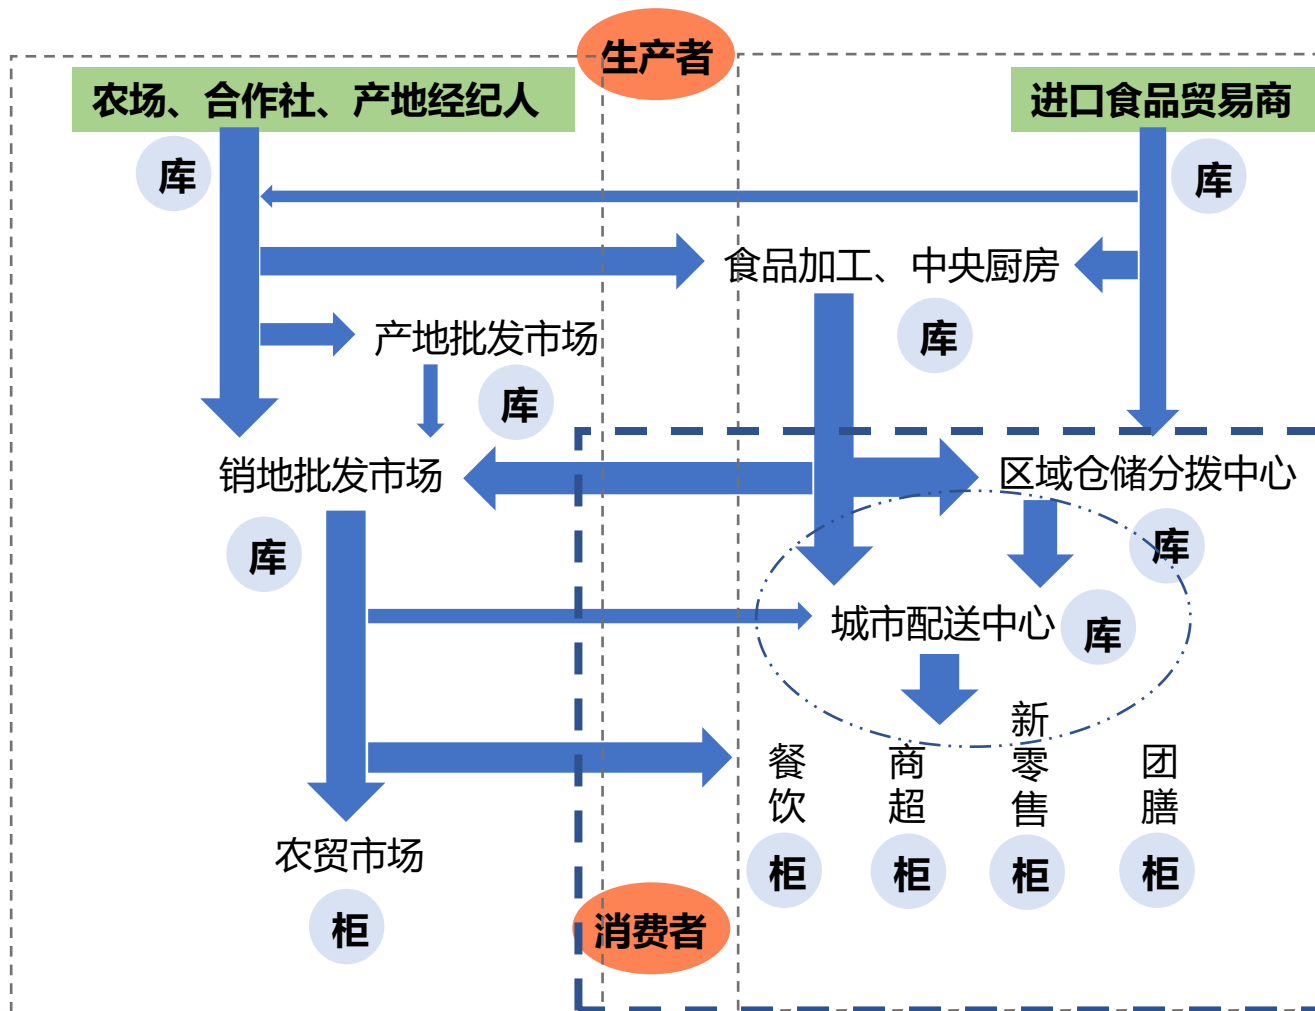 生产者
农场、合作社、产地经纪人
进口食品贸易商
库
库
食品加工、中央厨房
库
产地批发市场
库
销地批发市场
库
区域仓储分拨中心
库
城市配送中心
库
餐饮
商超
新零售
团膳
柜
柜
柜
柜
农贸市场
柜
消费者